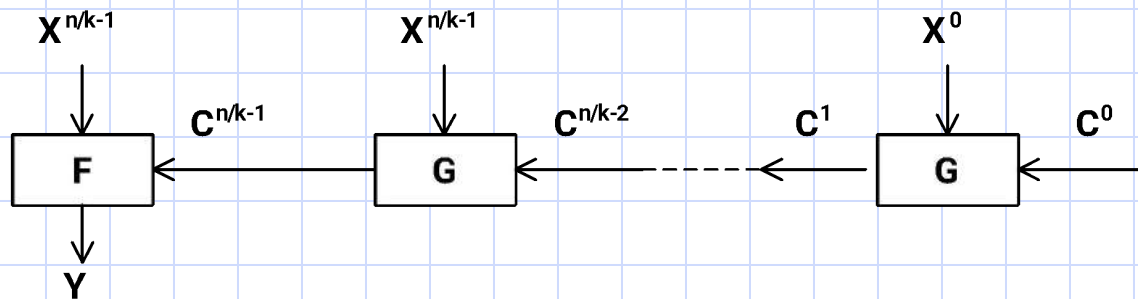 X^n/k-1 X^n/k-1 X^0
C^n/k-1 C^n/k-2 C^1 C^0
F G G
Y